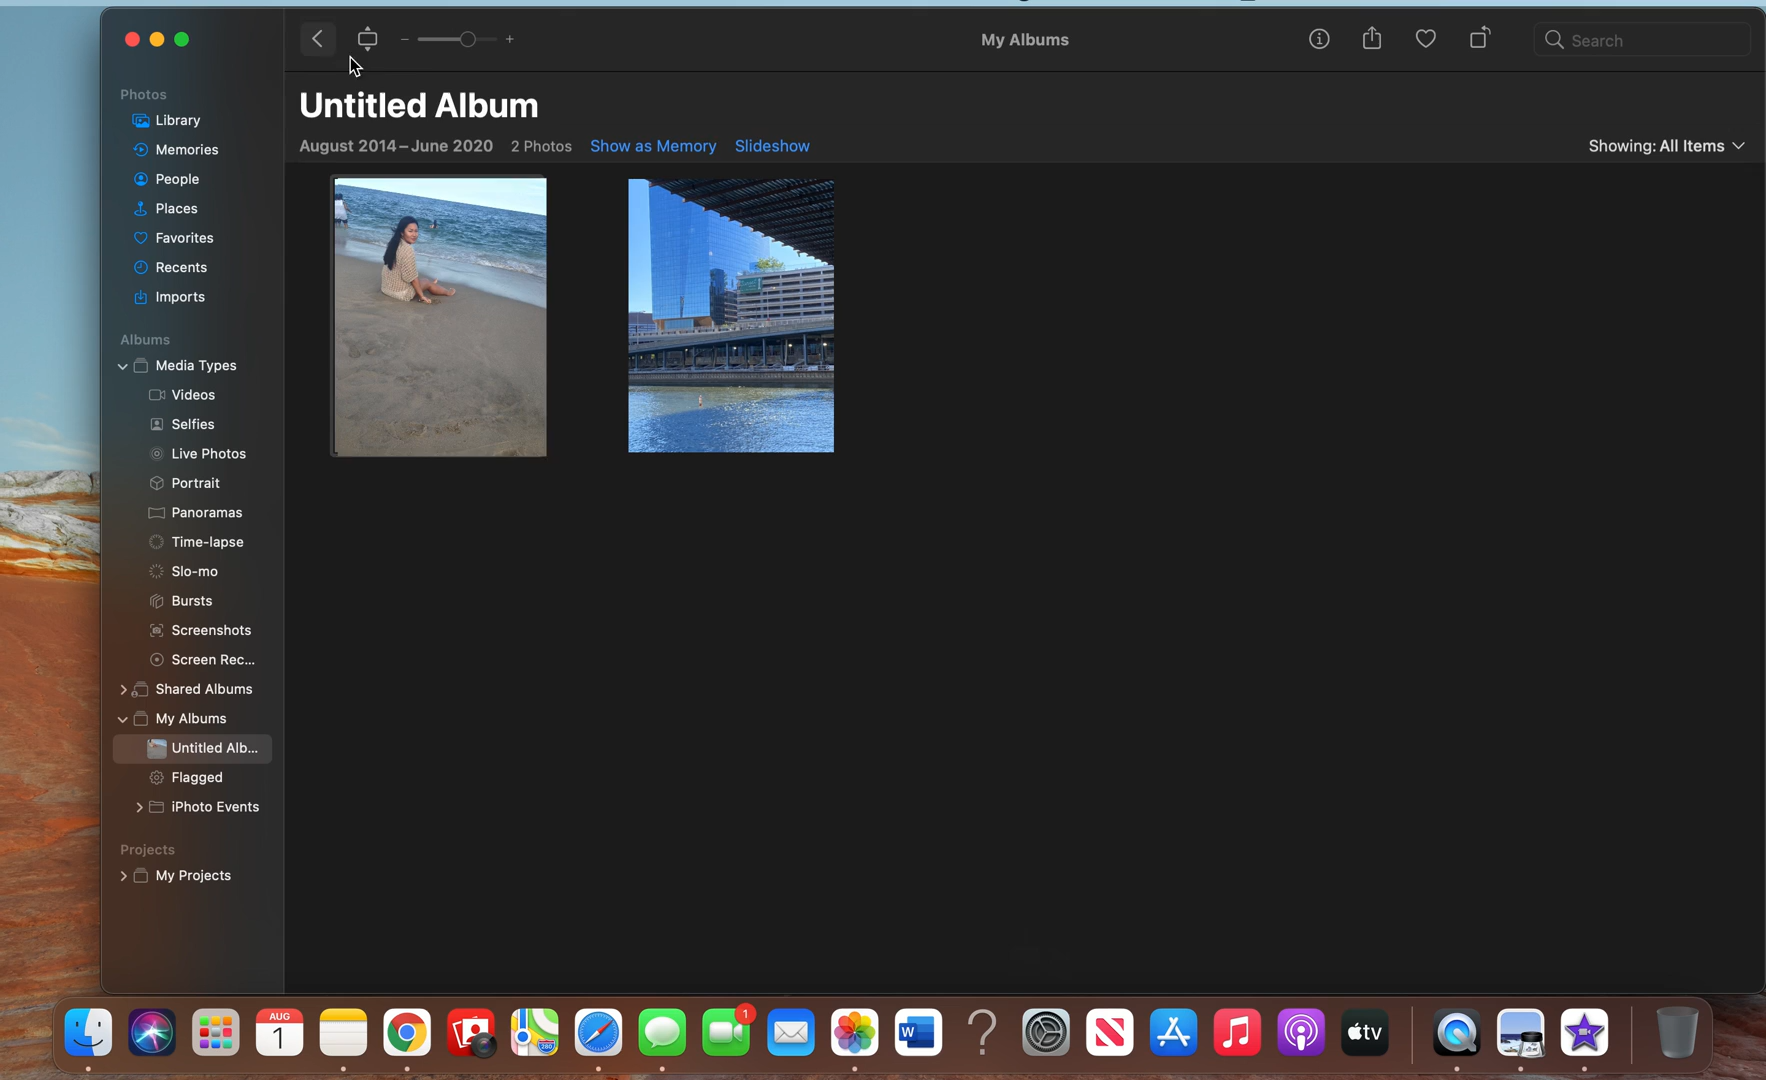 My Albums
Search
Photos
Library
Memories
People
Places
Favorites
Recents
Imports
Albums
Media Types
Videos
Selfies
Live Photos
Portrait
Panoramas
Time-lapse
Slo-mo
Bursts
Screenshots
Screen Rec...
Shared Albums
My Albums
Untitled Alb...
Flagged
iPhoto Events
Projects
My Projects
Untitled Album
August 2014 – June 2020 2 Photos Show as Memory Slideshow
Showing: All Items
AUG
1
280
1
W
?
N
tv